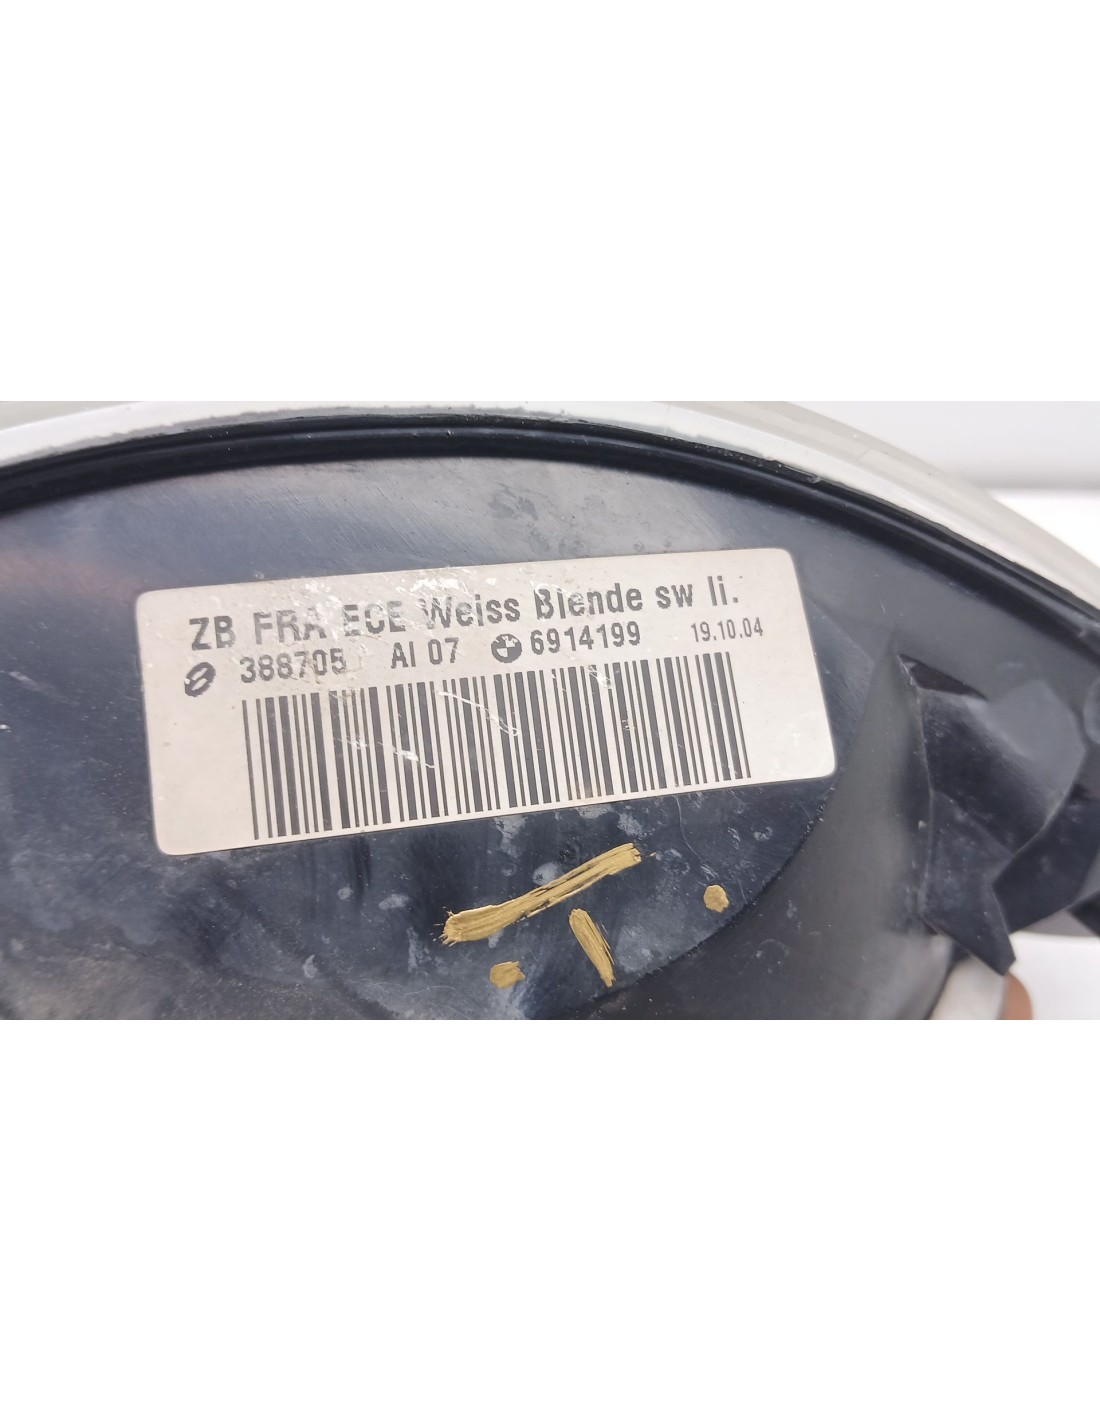 ZB FRA ECE Weiss Blende sw li.
388705 AI 07 6914199 19.10.04